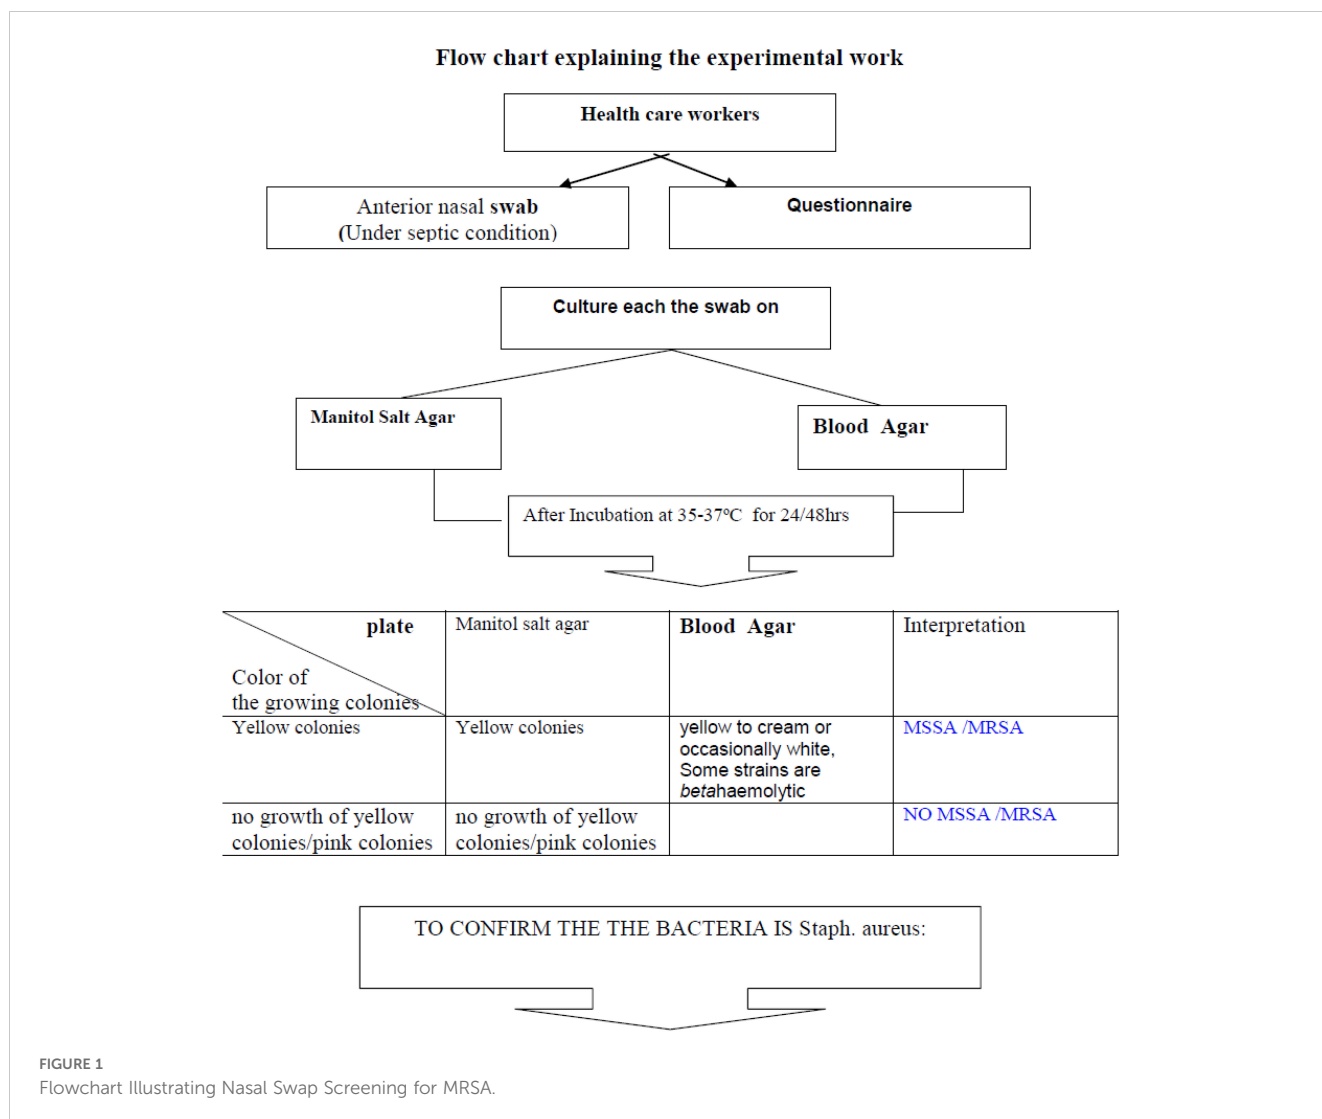 Flow chart explaining the experimental work
Health care workers
Anterior nasal swab
(Under septic condition)
Questionnaire
Culture each the swab on
Manitol Salt Agar
Blood Agar
After Incubation at 35-37ºC for 24/48hrs
plate
Color of
the growing colonies
Manitol salt agar
Blood Agar
Interpretation
Yellow colonies
Yellow colonies
yellow to cream or
occasionally white,
Some strains are
betahaemolytic
MSSA /MRSA
no growth of yellow
colonies/pink colonies
no growth of yellow
colonies/pink colonies
NO MSSA /MRSA
TO CONFIRM THE THE BACTERIA IS Staph. aureus:
FIGURE 1
Flowchart Illustrating Nasal Swap Screening for MRSA.